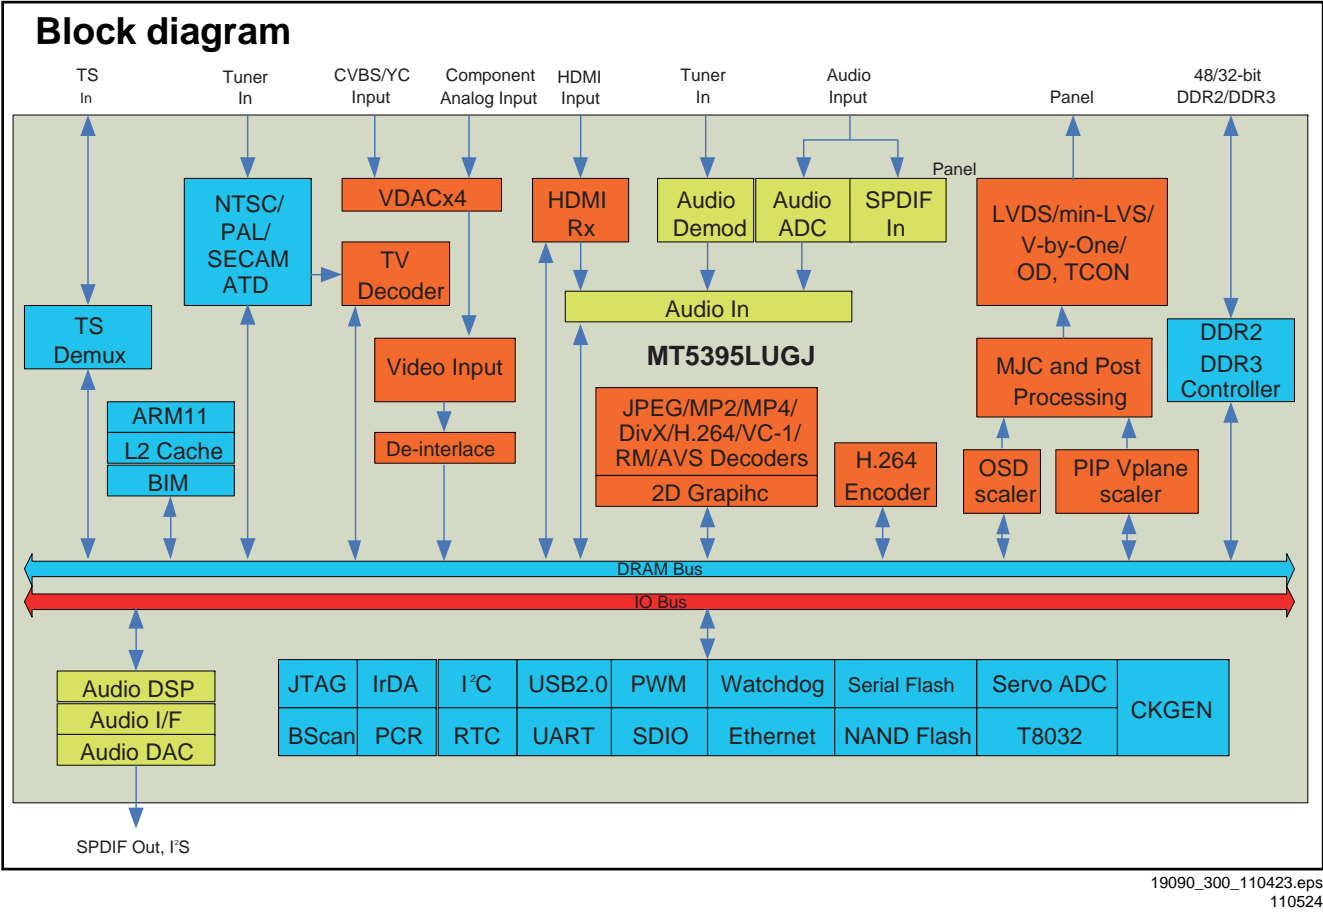 Block diagram
TS
In
Tuner
In
CVBS/YC
Input
Component
Analog Input
HDMI
Input
Tuner
In
Audio
Input
Panel
48/32-bit
DDR2/DDR3
NTSC/
PAL/
SECAM
ATD
VDACx4
TV
Decoder
HDMI
Rx
Audio
Demod
Audio
ADC
SPDIF
In
Panel
LVDS/min-LVS/
V-by-One/
OD, TCON
Audio In
TS
Demux
MT5395LUGJ
Video Input
MJC and Post
Processing
DDR2
DDR3
Controller
ARM11
L2 Cache
BIM
De-interlace
JPEG/MP2/MP4/
DivX/H.264/VC-1/
RM/AVS Decoders
2D Grapihc
H.264
Encoder
OSD
scaler
PIP Vplane
scaler
DRAM Bus
IO Bus
Audio DSP
Audio I/F
Audio DAC
JTAG IrDA I²C USB2.0 PWM Watchdog Serial Flash Servo ADC
CKGEN
BScan PCR RTC UART SDIO Ethernet NAND Flash T8032
SPDIF Out, I²S
19090_300_110423.eps
110524